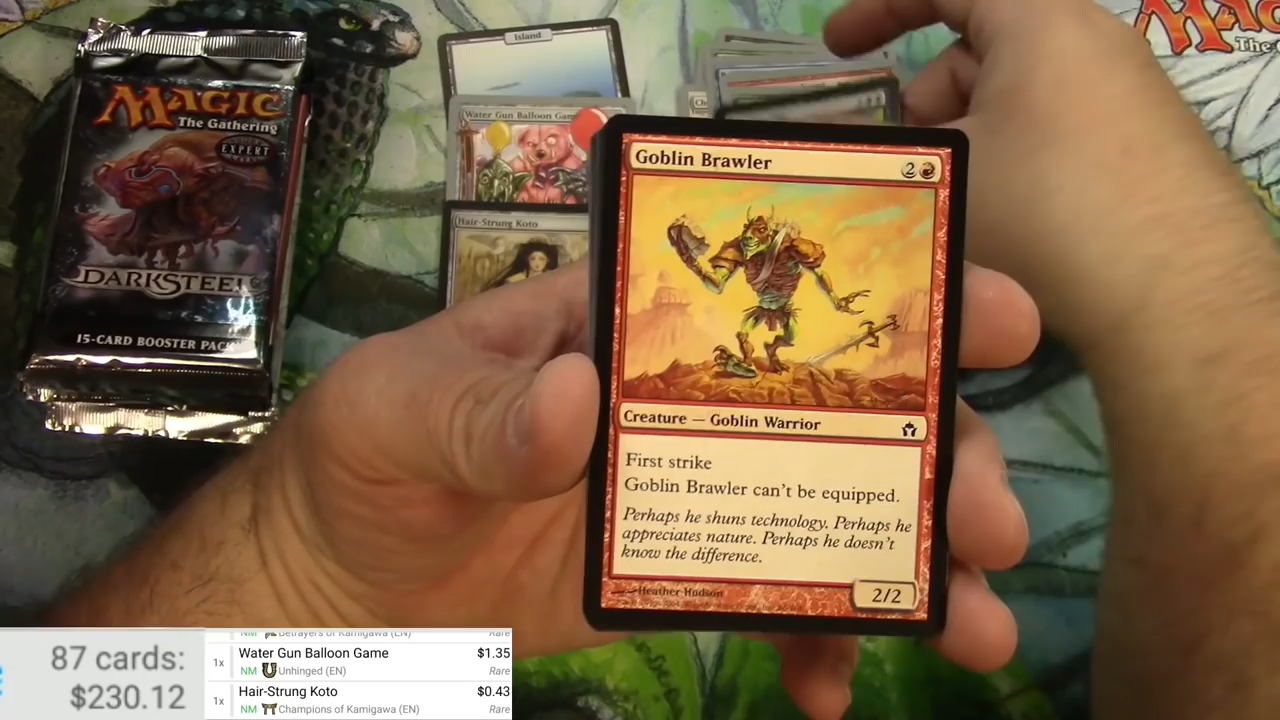 MAGIC
The Gathering
EXPERT
DARKSTEEL
15-CARD BOOSTER PACK
Island
Water Gun Balloon Game
Hair-Strung Koto
Goblin Brawler
2
Creature — Goblin Warrior
First strike
Goblin Brawler can't be equipped.
Perhaps he shuns technology. Perhaps he
appreciates nature. Perhaps he doesn't
know the difference.
Heather Hudson
2/2
87 cards:
$230.12
NM Betrayers of Kamigawa (EN) Rare
1x Water Gun Balloon Game $1.35
NM Unhinged (EN) Rare
1x Hair-Strung Koto $0.43
NM Champions of Kamigawa (EN) Rare